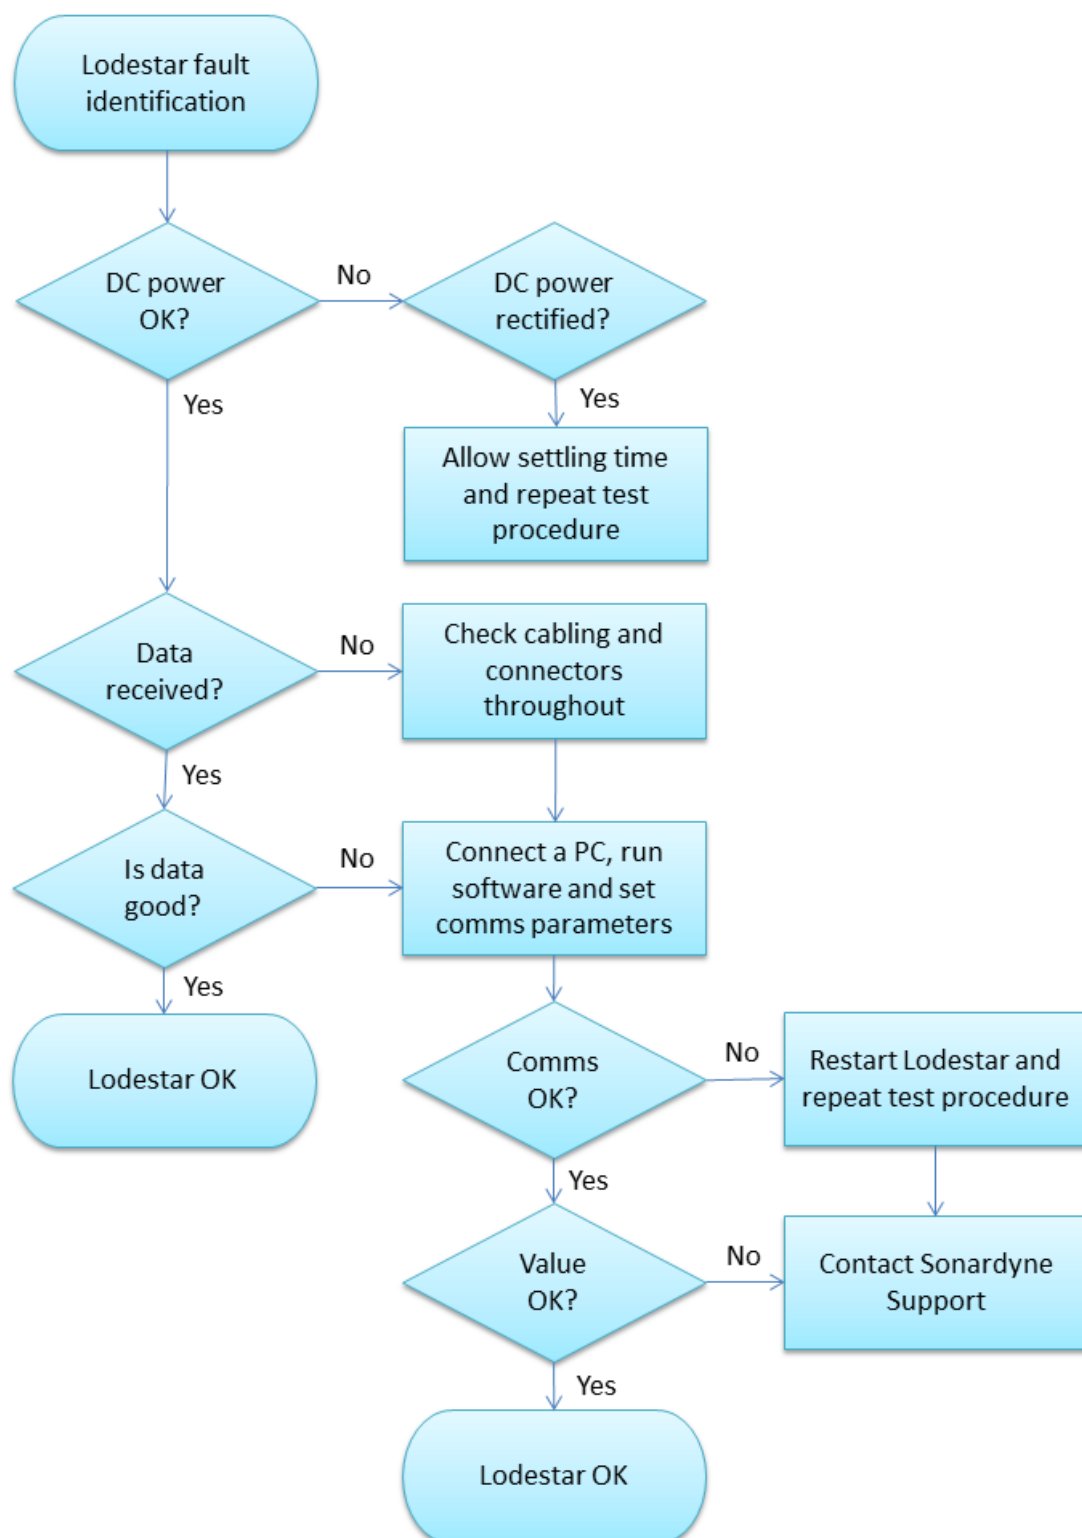 Lodestar fault
identification
DC power
OK?
No
DC power
rectified?
Yes
Yes
Allow settling time
and repeat test
procedure
Data
received?
No
Check cabling and
connectors
throughout
Yes
Is data
good?
No
Connect a PC, run
software and set
comms parameters
Yes
Lodestar OK
Comms
OK?
No
Restart Lodestar and
repeat test procedure
Yes
Value
OK?
No
Contact Sonardyne
Support
Yes
Lodestar OK